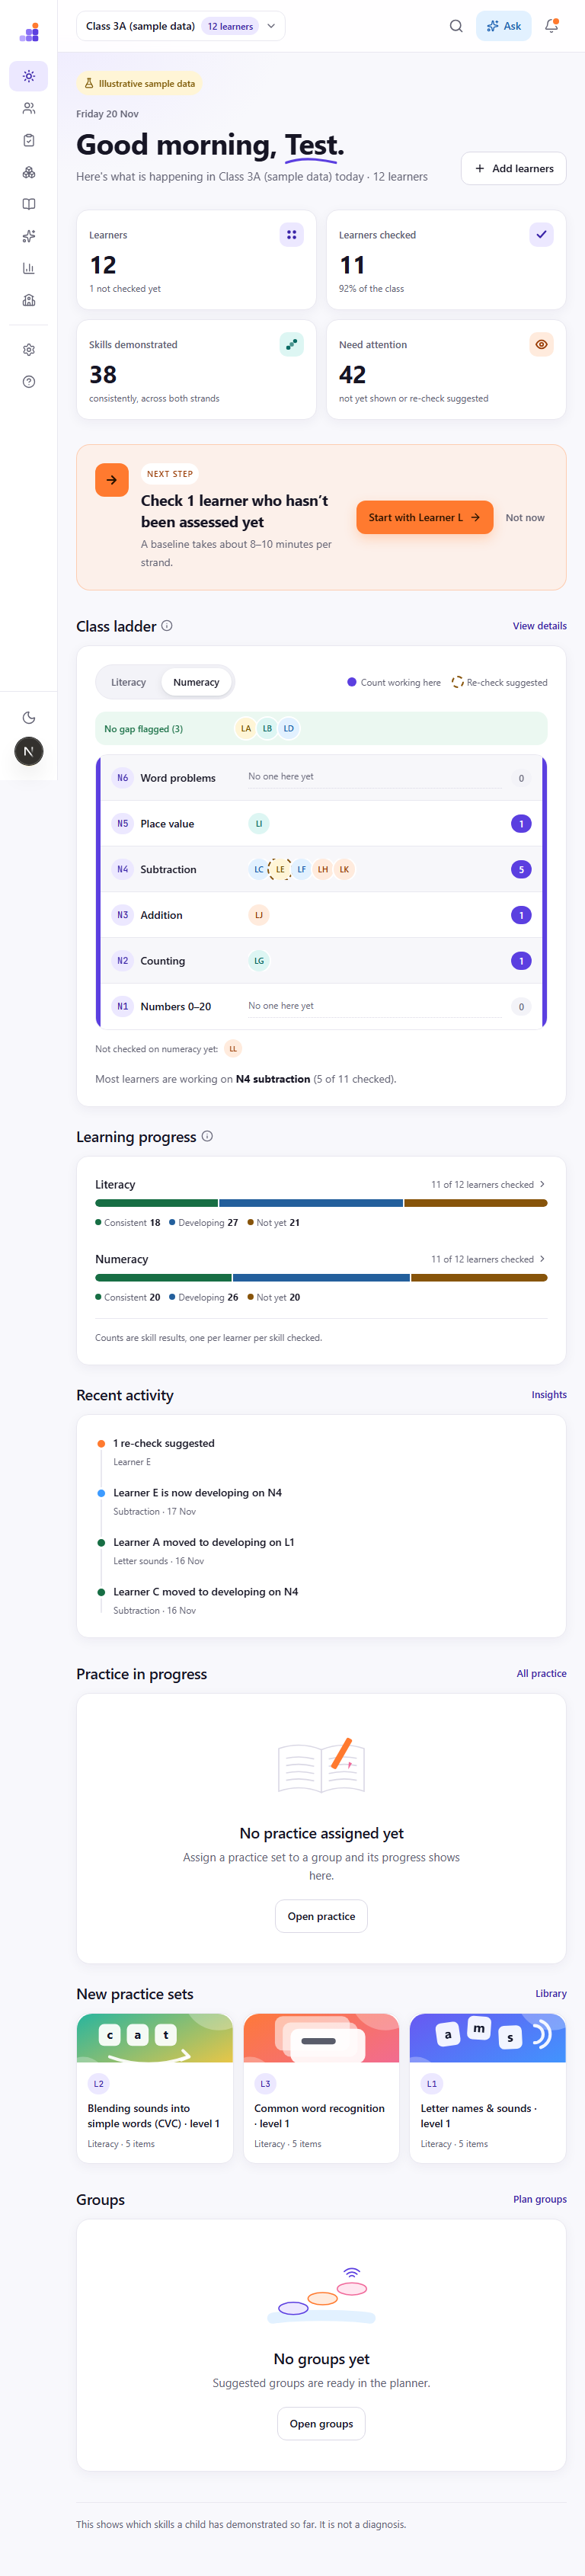 Class 3A (sample data) 12 learners
Ask
Illustrative sample data
Friday 20 Nov
Good morning, Test.
Here's what is happening in Class 3A (sample data) today · 12 learners
+ Add learners
Learners
12
1 not checked yet
Learners checked
11
92% of the class
Skills demonstrated
38
consistently, across both strands
Need attention
42
not yet shown or re-check suggested
NEXT STEP
Check 1 learner who hasn’t
been assessed yet
A baseline takes about 8–10 minutes per
strand.
Start with Learner L →
Not now
Class ladder
View details
Literacy
Numeracy
Count working here
Re-check suggested
No gap flagged (3)
LA LB LD
N6 Word problems No one here yet 0
N5 Place value LI 1
N4 Subtraction LC LE LF LH LK 5
N3 Addition LJ 1
N2 Counting LG 1
N1 Numbers 0–20 No one here yet 0
Not checked on numeracy yet: LL
Most learners are working on N4 subtraction (5 of 11 checked).
Learning progress
Literacy
11 of 12 learners checked
Consistent 18 Developing 27 Not yet 21
Numeracy
11 of 12 learners checked
Consistent 20 Developing 26 Not yet 20
Counts are skill results, one per learner per skill checked.
Recent activity
Insights
1 re-check suggested
Learner E
Learner E is now developing on N4
Subtraction · 17 Nov
Learner A moved to developing on L1
Letter sounds · 16 Nov
Learner C moved to developing on N4
Subtraction · 16 Nov
N
Practice in progress
All practice
No practice assigned yet
Assign a practice set to a group and its progress shows
here.
Open practice
New practice sets
Library
c a t
L2
Blending sounds into
simple words (CVC) · level 1
Literacy · 5 items
L3
Common word recognition
· level 1
Literacy · 5 items
a m s
L1
Letter names & sounds ·
level 1
Literacy · 5 items
Groups
Plan groups
No groups yet
Suggested groups are ready in the planner.
Open groups
This shows which skills a child has demonstrated so far. It is not a diagnosis.